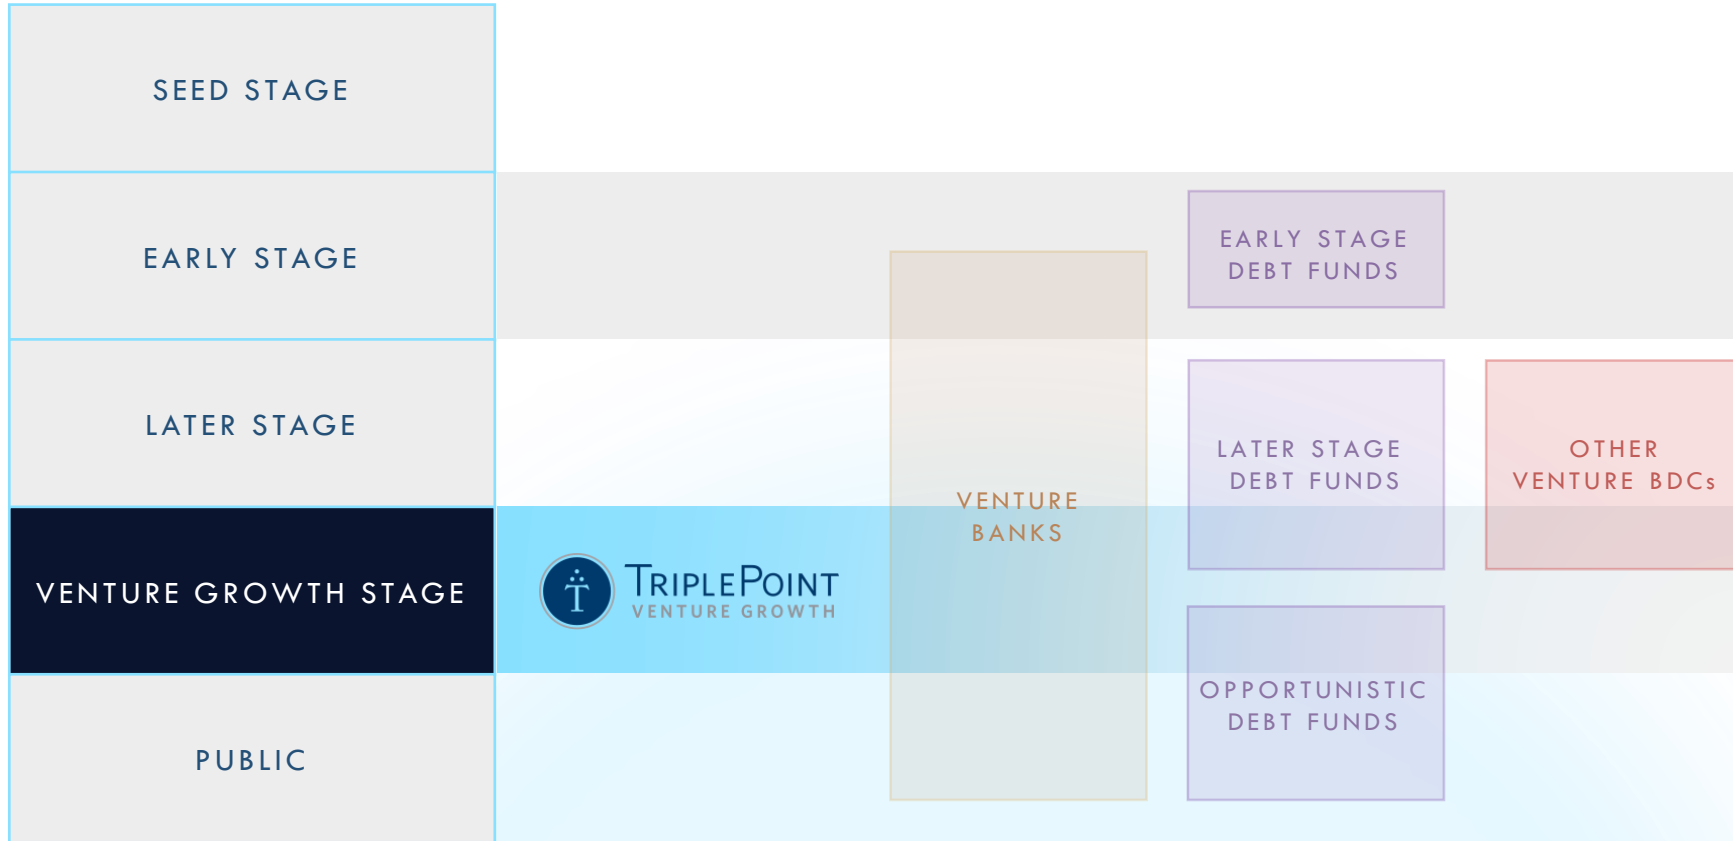 SEED STAGE
EARLY STAGE
EARLY STAGE
DEBT FUNDS
LATER STAGE
LATER STAGE
DEBT FUNDS
OTHER
VENTURE BDCs
VENTURE
BANKS
VENTURE GROWTH STAGE
T
TRIPLEPOINT
VENTURE GROWTH
OPPORTUNISTIC
DEBT FUNDS
PUBLIC